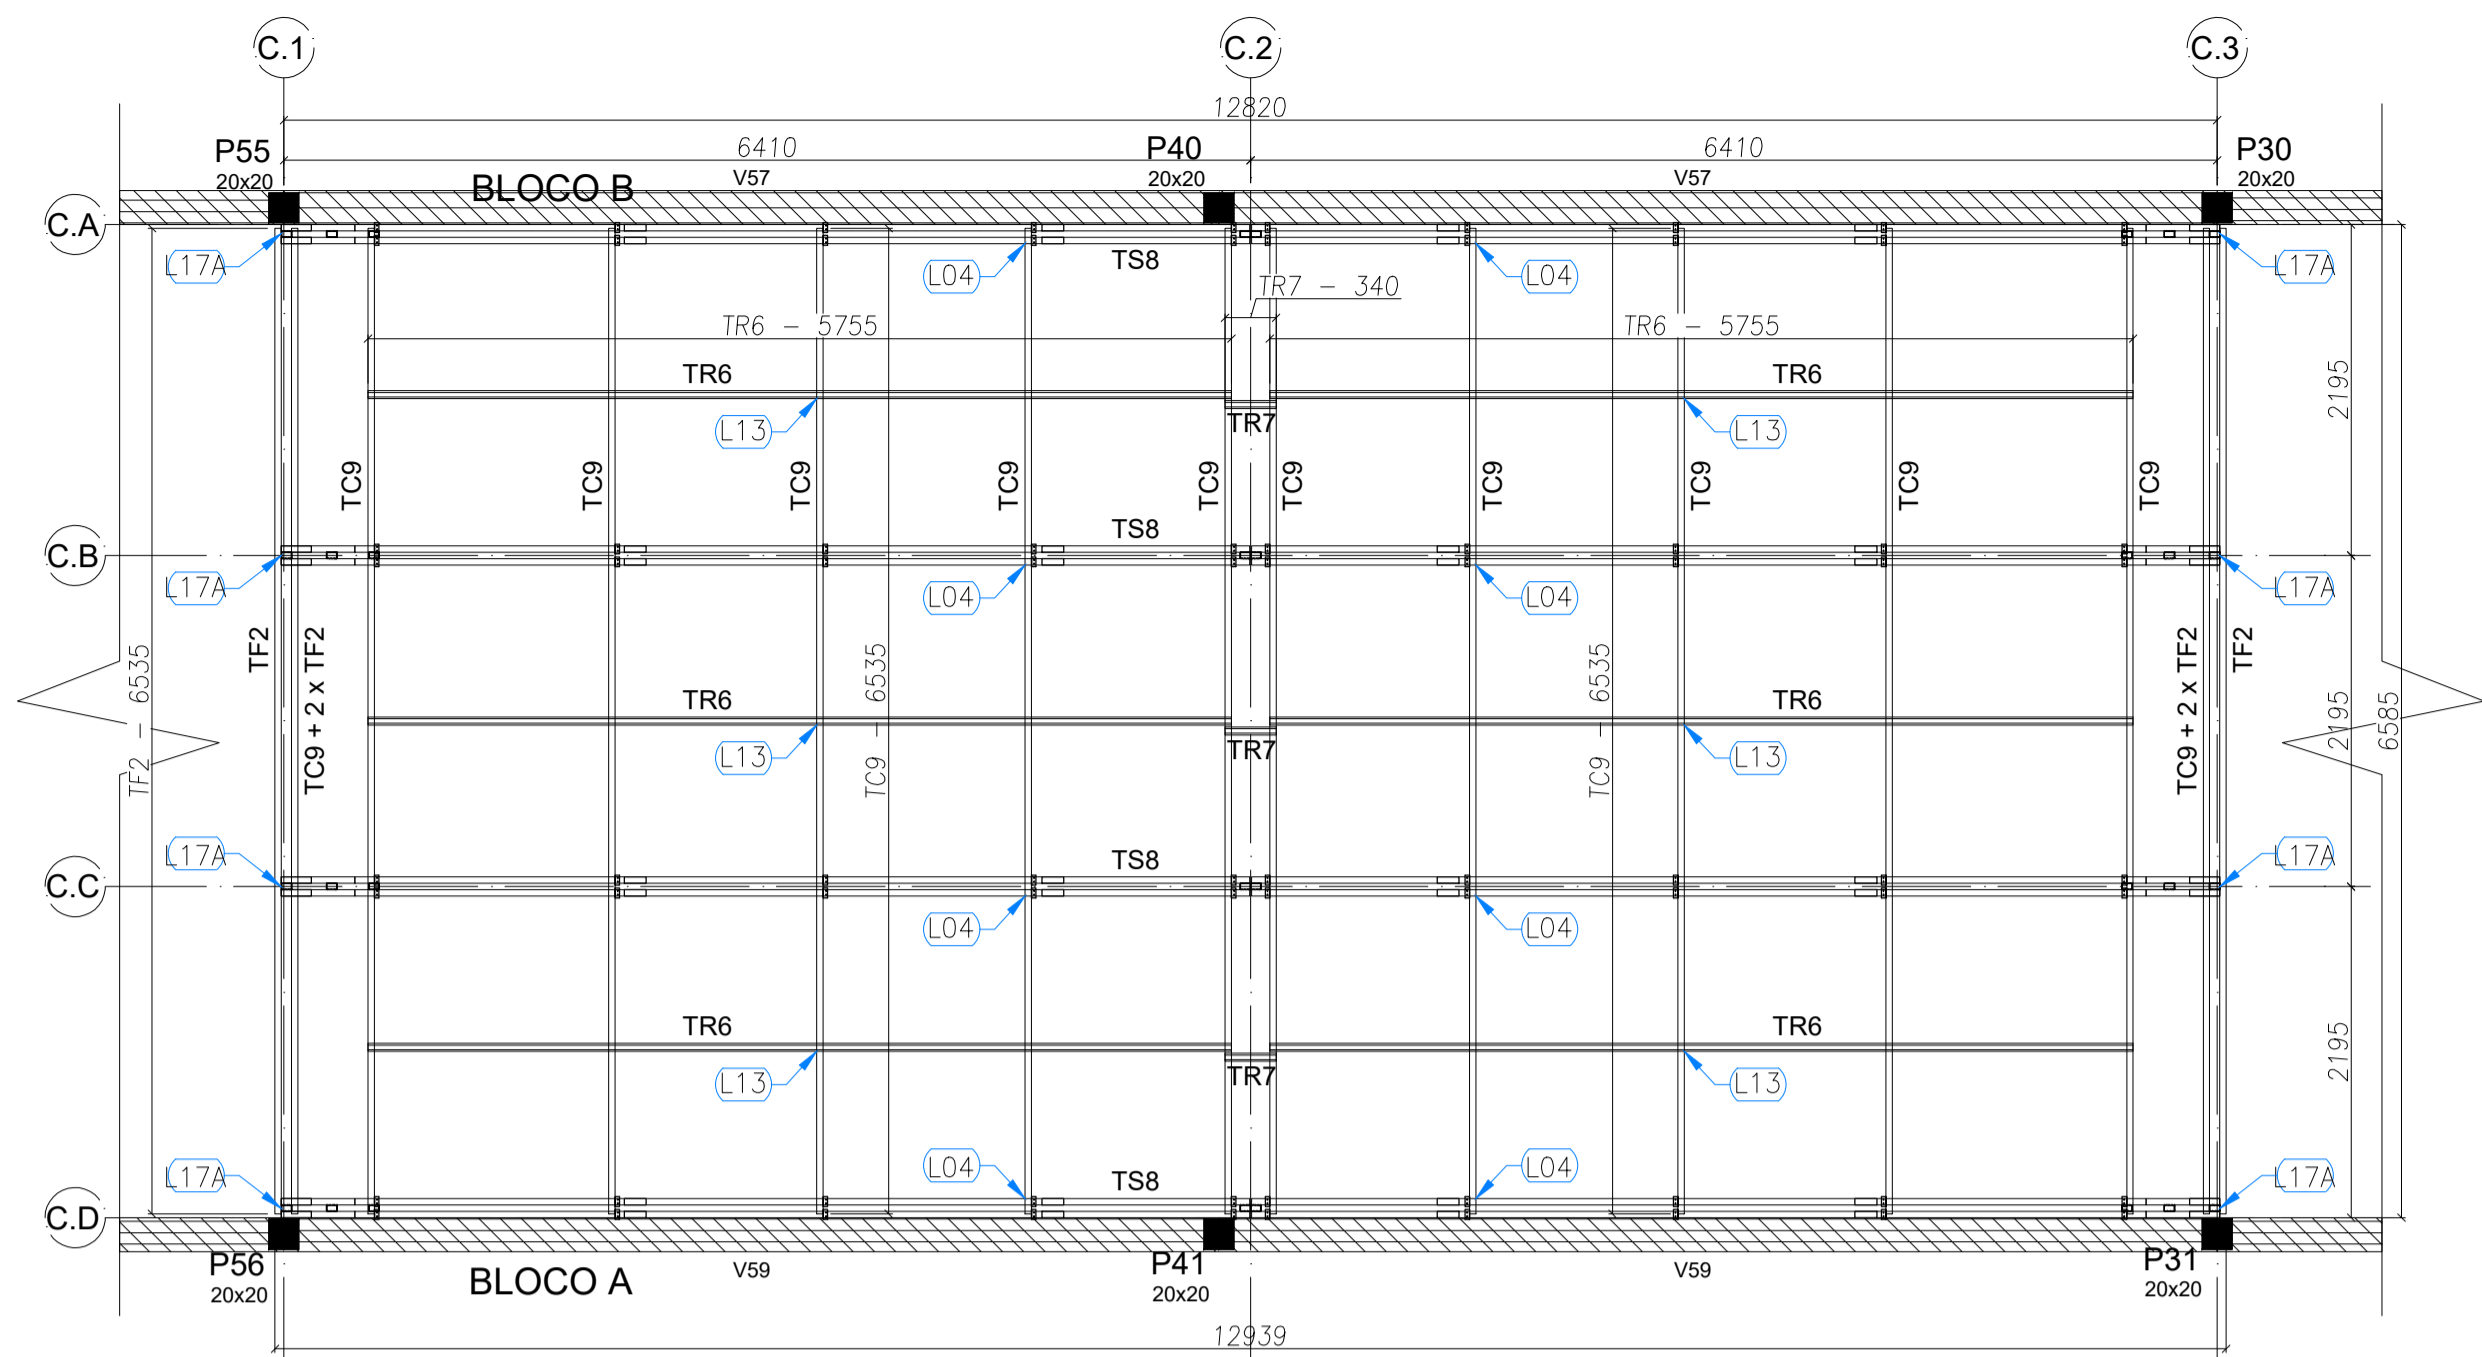 C.1
C.2
C.3
12820
6410
6410
P55
20x20
P40
20x20
P30
20x20
BLOCO B
V57
V57
C.A
L17A
L04
TS8
L04
L17A
TR7 - 340
TR6 - 5755
TR6 - 5755
TR6
TR6
2195
L13
TR7
L13
TC9
TC9
TC9
TC9
TC9
TC9
TC9
TC9
TC9
TC9
TS8
C.B
L17A
L04
L04
L17A
TF2 - 6535
TF2
TC9 + 2 x TF2
TC9 - 6535
TC9 - 6535
TC9 + 2 x TF2
TF2
2195
6585
TR6
TR6
L13
TR7
L13
L17A
TS8
L17A
C.C
L04
L04
TR6
TR6
2195
L13
TR7
L13
L17A
L04
TS8
L04
L17A
C.D
P56
20x20
BLOCO A
V59
P41
20x20
V59
P31
20x20
12939